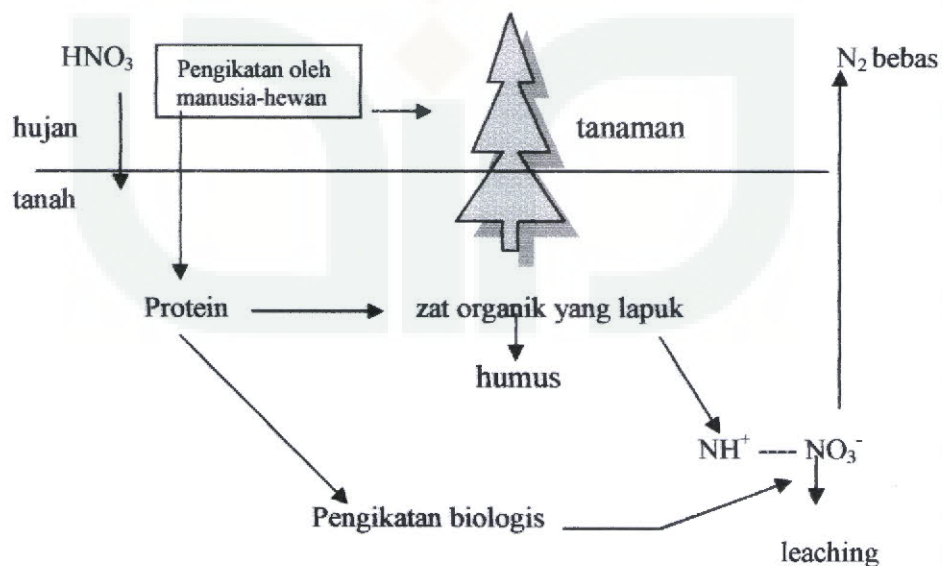 HNO₃
Pengikatan oleh
manusia-hewan
N₂ bebas
hujan
tanaman
tanah
Protein
zat organik yang lapuk
humus
NH⁺ ---- NO₃⁻
Pengikatan biologis
leaching